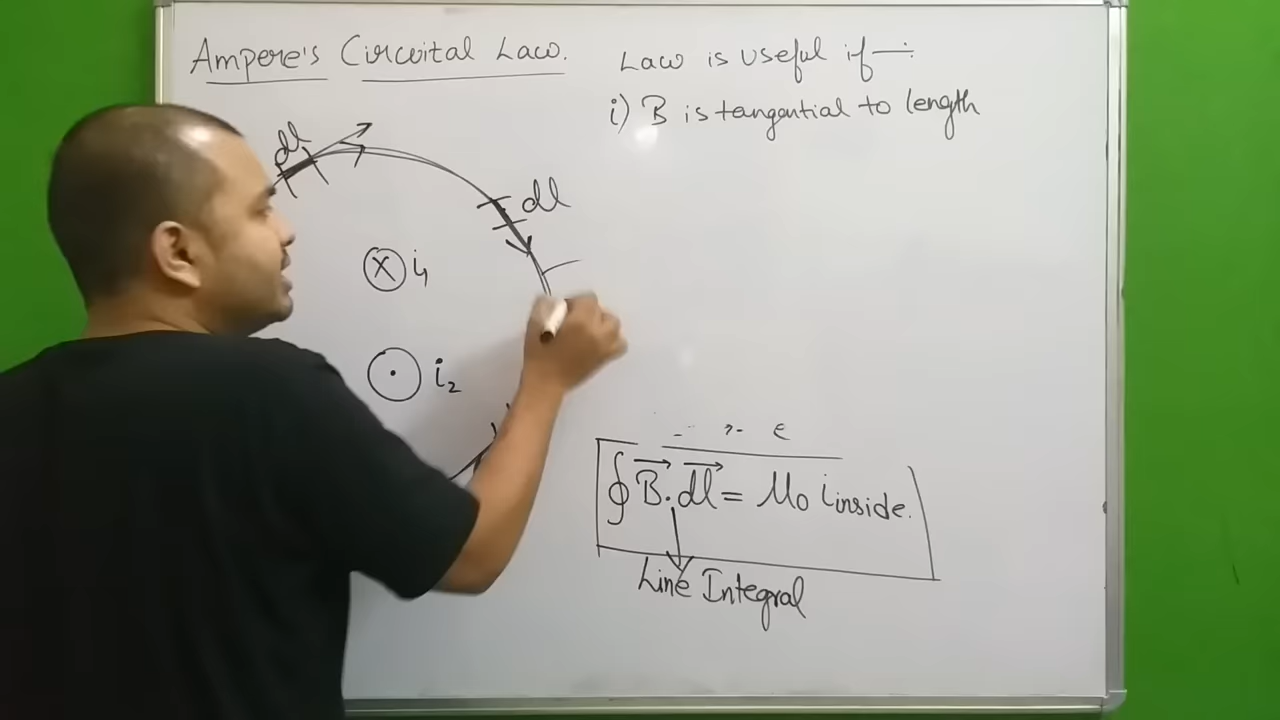 Ampere's Circuital Law.
Law is useful if—:
i) B is tangential to length
dl
dl
i₁
i₂
∮B⃗.dl⃗ = μ₀ i inside.
Line Integral